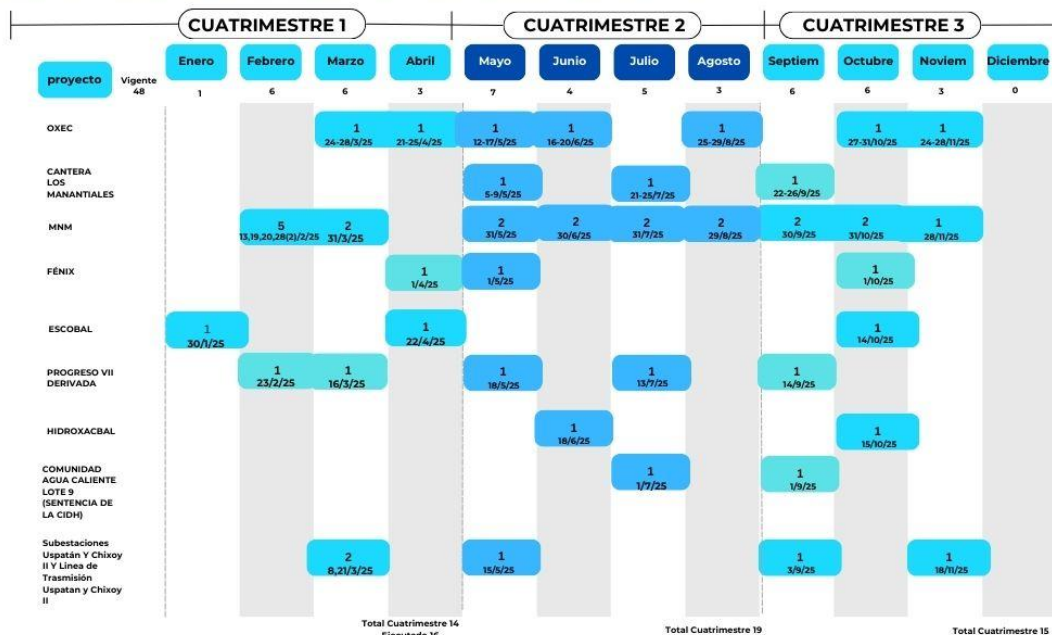 CUATRIMESTRE 1 CUATRIMESTRE 2 CUATRIMESTRE 3
proyecto Vigente Enero Febrero Marzo Abril Mayo Junio Julio Agosto Septiem Octubre Noviem Diciembre
48 1 6 6 3 7 4 5 3 6 6 3 0
OXEC 1 1 1 1 1 1 1
24-28/3/25 21-25/4/25 12-17/5/25 16-20/6/25 25-29/8/25 27-31/10/25 24-28/11/25
CANTERA
LOS
MANANTIALES
1 1 1
5-9/5/25 21-25/7/25 22-26/9/25
MNM 5 2 2 2 2 2 2 2 1
13,19,20,28(2)/2/25 31/3/25 31/5/25 30/6/25 31/7/25 29/8/25 30/9/25 31/10/25 28/11/25
FÉNIX 1 1 1
1/4/25 1/5/25 1/10/25
ESCOBAL 1 1 1
30/1/25 22/4/25 14/10/25
PROGRESO VII
DERIVADA
1 1 1 1 1
23/2/25 16/3/25 18/5/25 13/7/25 14/9/25
HIDROXACBAL 1 1
18/6/25 15/10/25
COMUNIDAD
AGUA CALIENTE
LOTE 9
(SENTENCIA DE
LA CIDH)
1 1
1/7/25 1/9/25
Subestaciones
Uspatán Y Chixoy
II Y Linea de
Trasmisión
Uspatan y Chixoy
II
2 1 1 1
8,21/3/25 15/5/25 3/9/25 18/11/25
Total Cuatrimestre 14 Total Cuatrimestre 19 Total Cuatrimestre 15
Ejecutado 16